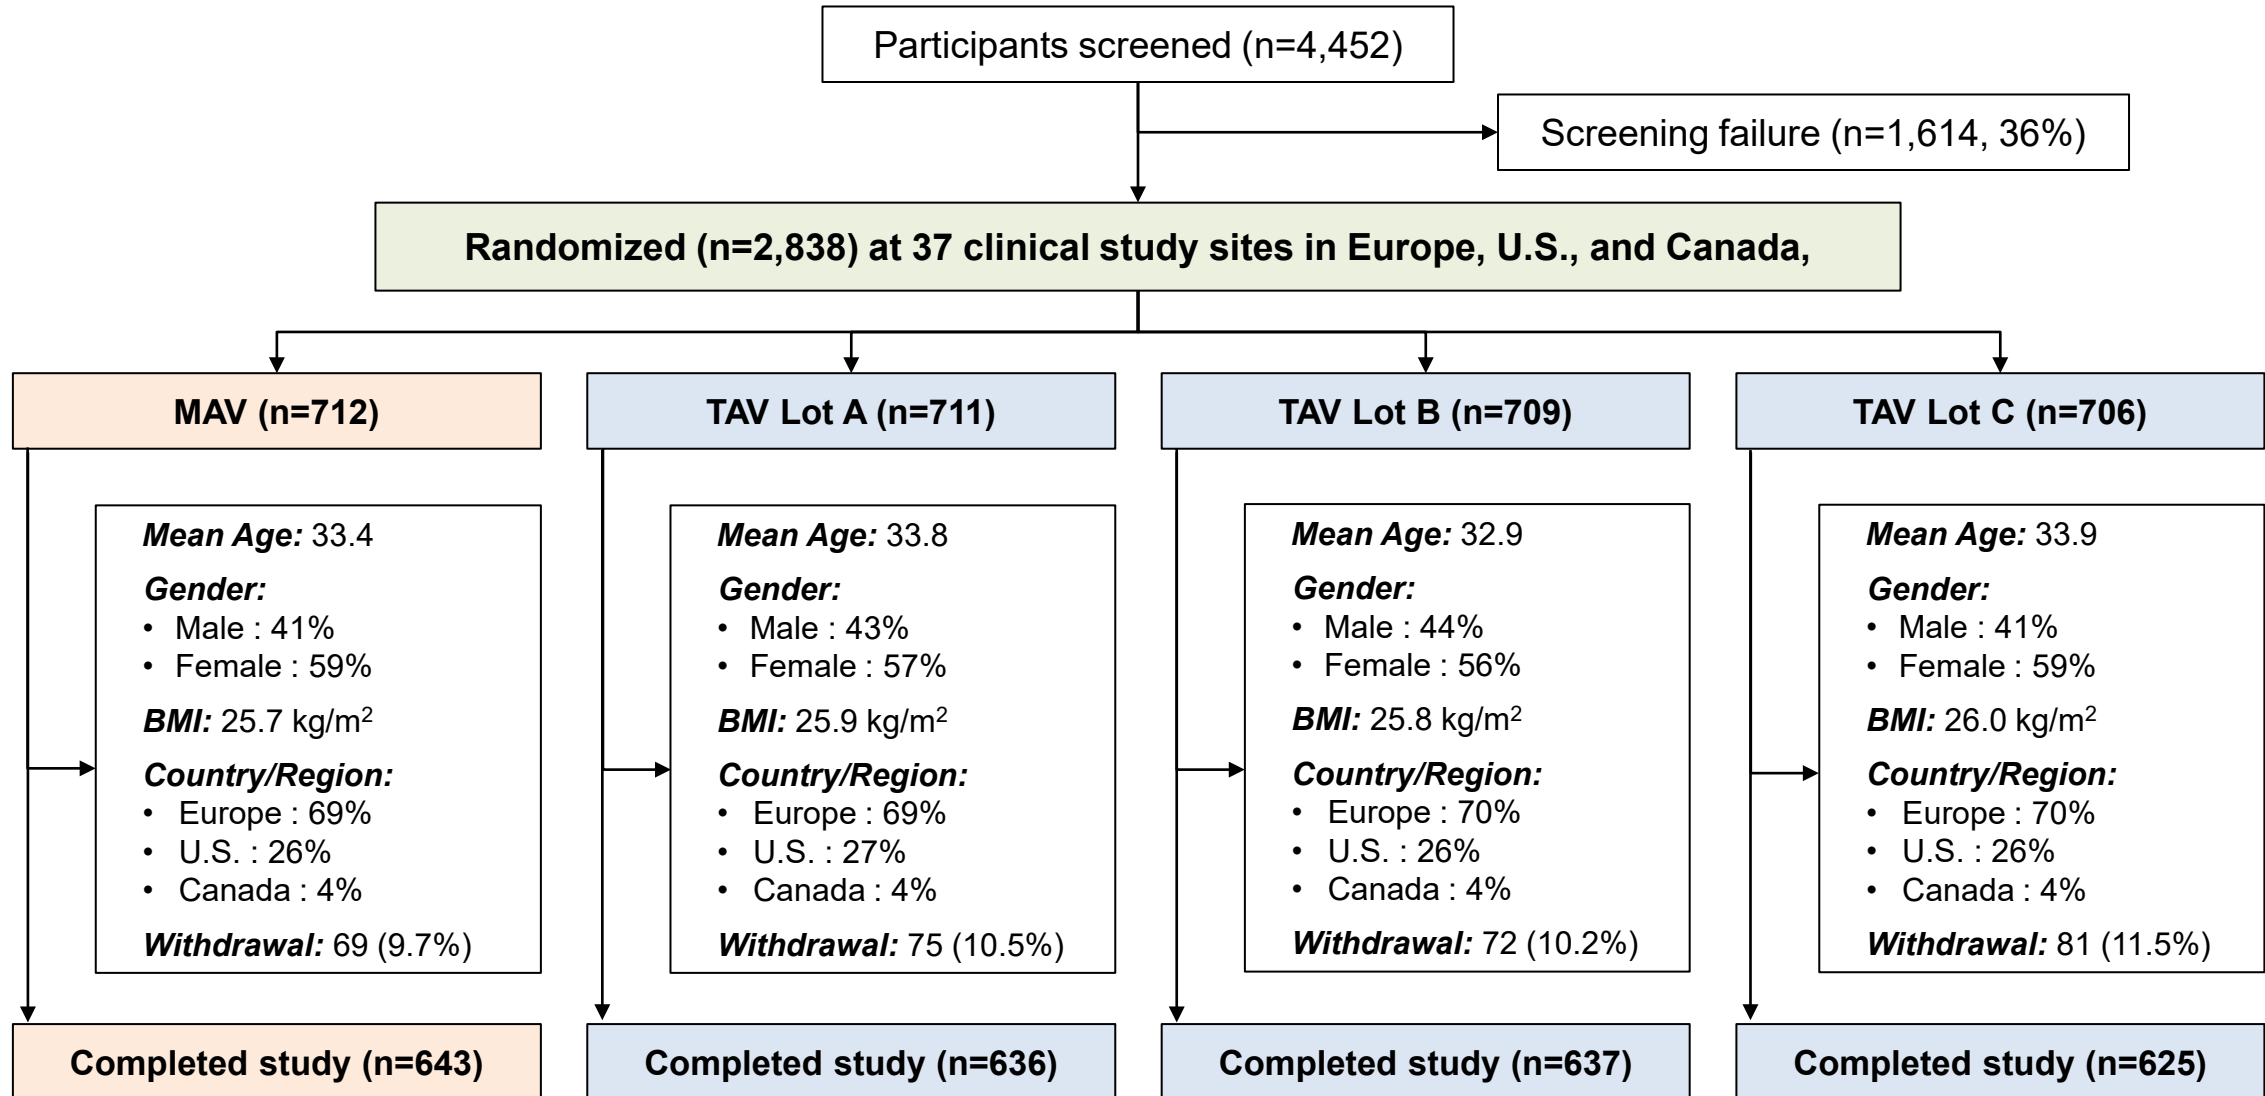 Participants screened (n=4,452)
Screening failure (n=1,614, 36%)
Randomized (n=2,838) at 37 clinical study sites in Europe, U.S., and Canada,
MAV (n=712)
Mean Age: 33.4
Gender:
• Male : 41%
• Female : 59%
BMI: 25.7 kg/m²
Country/Region:
• Europe : 69%
• U.S. : 26%
• Canada : 4%
Withdrawal: 69 (9.7%)
Completed study (n=643)
TAV Lot A (n=711)
Mean Age: 33.8
Gender:
• Male : 43%
• Female : 57%
BMI: 25.9 kg/m²
Country/Region:
• Europe : 69%
• U.S. : 27%
• Canada : 4%
Withdrawal: 75 (10.5%)
Completed study (n=636)
TAV Lot B (n=709)
Mean Age: 32.9
Gender:
• Male : 44%
• Female : 56%
BMI: 25.8 kg/m²
Country/Region:
• Europe : 70%
• U.S. : 26%
• Canada : 4%
Withdrawal: 72 (10.2%)
Completed study (n=637)
TAV Lot C (n=706)
Mean Age: 33.9
Gender:
• Male : 41%
• Female : 59%
BMI: 26.0 kg/m²
Country/Region:
• Europe : 70%
• U.S. : 26%
• Canada : 4%
Withdrawal: 81 (11.5%)
Completed study (n=625)